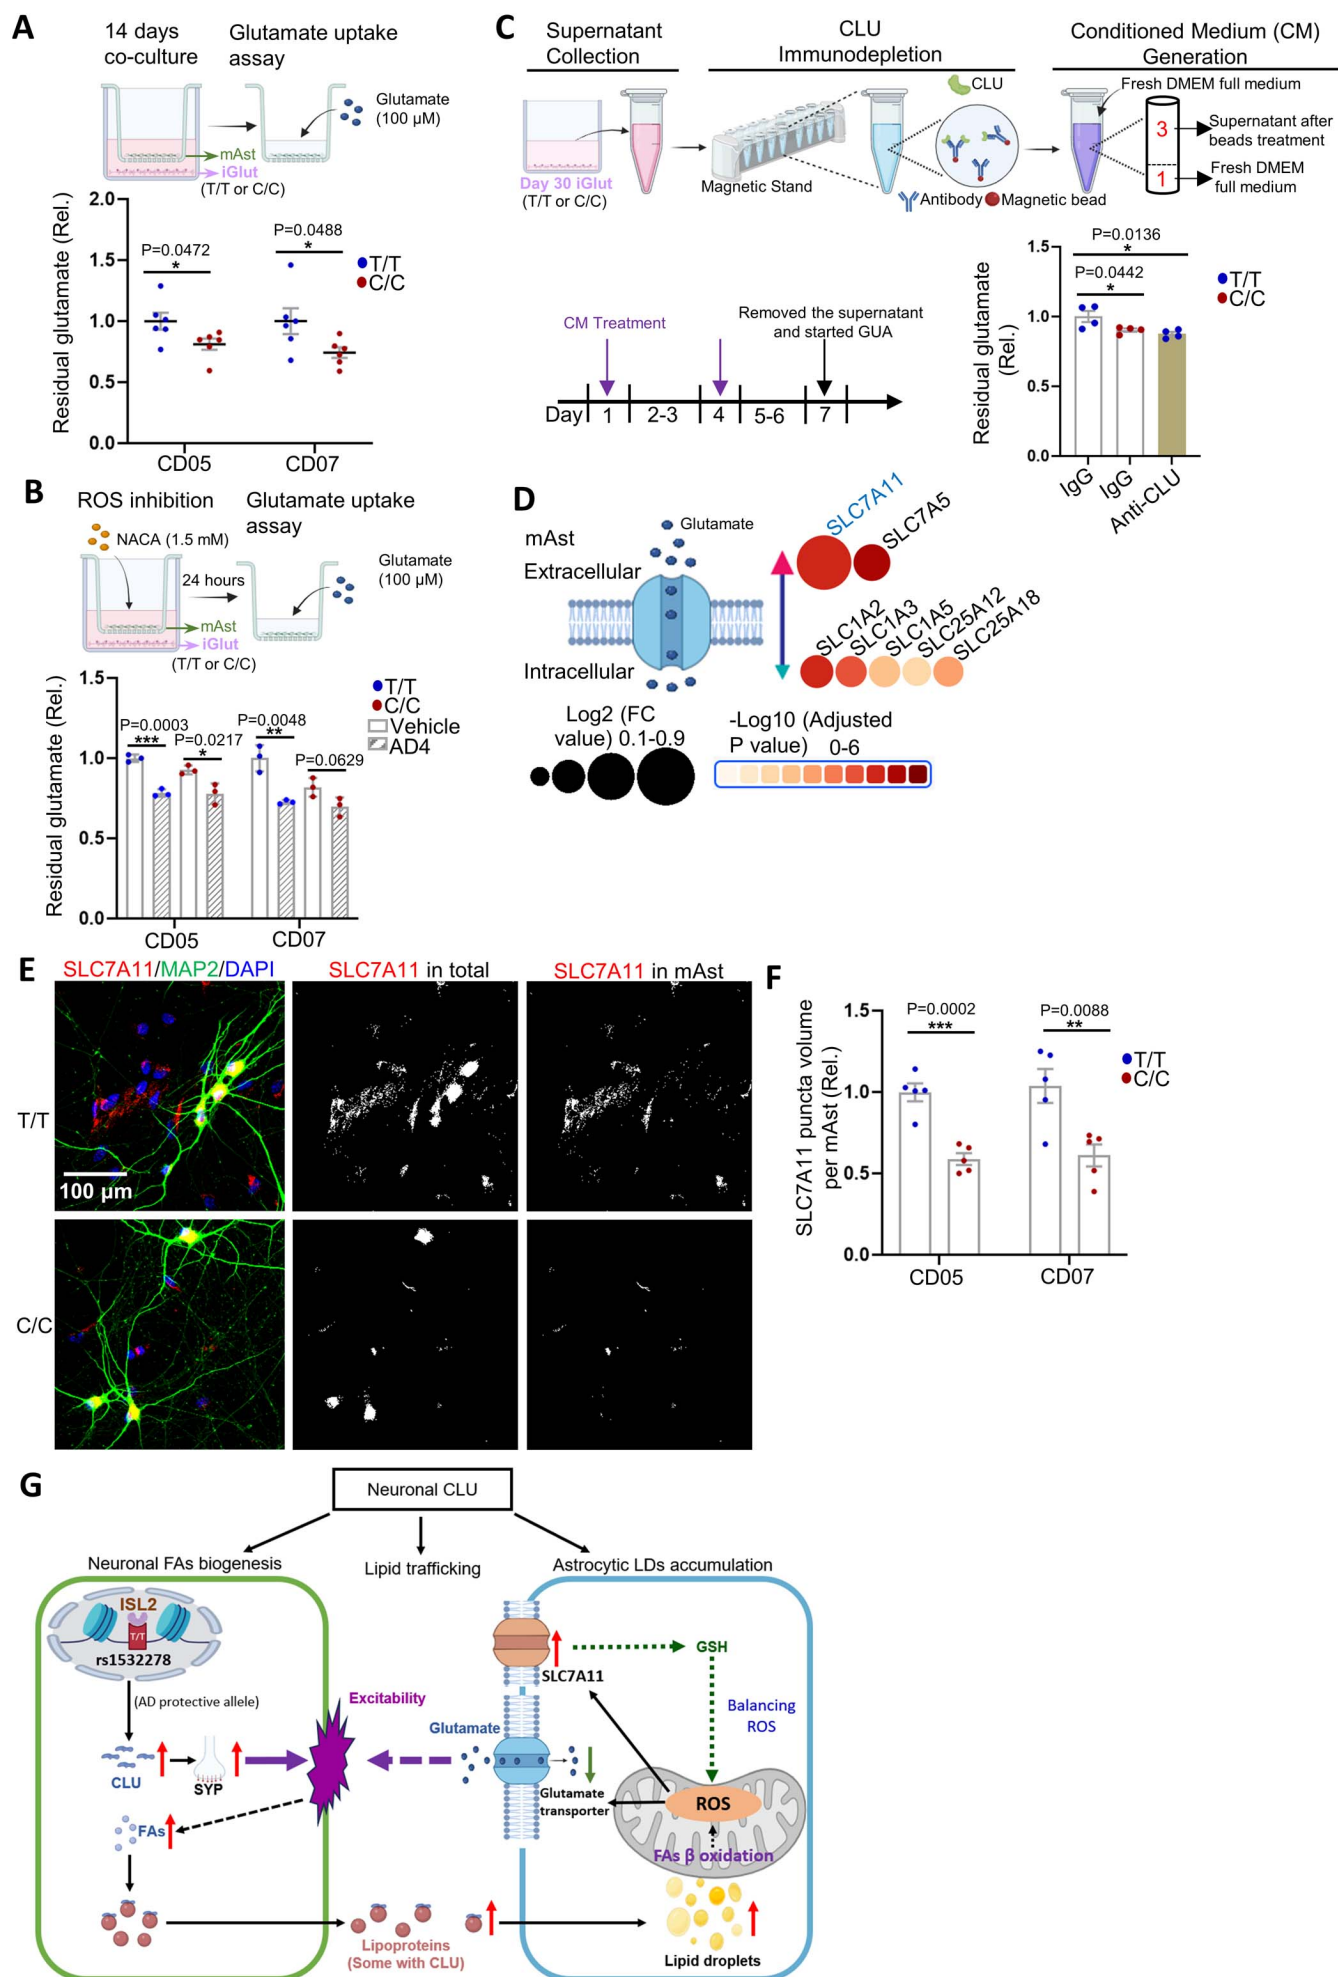 A
14 days
co-culture
Glutamate uptake
assay
Glutamate
(100 µM)
mAst
iGlut
(T/T or C/C)
Residual glutamate (Rel.)
2.0
1.5
1.0
0.5
0.0
P=0.0472
*
P=0.0488
*
T/T
C/C
CD05
CD07
B
ROS inhibition
Glutamate uptake
assay
NACA (1.5 mM)
24 hours
Glutamate
(100 µM)
mAst
iGlut
(T/T or C/C)
Residual glutamate (Rel.)
1.5
1.0
0.5
0.0
P=0.0003
***
P=0.0217
*
P=0.0048
**
P=0.0629
T/T
C/C
Vehicle
AD4
CD05
CD07
C
Supernatant
Collection
CLU
Immunodepletion
Conditioned Medium (CM)
Generation
Day 30 iGlut
(T/T or C/C)
Magnetic Stand
CLU
Antibody
Magnetic bead
Fresh DMEM full medium
3
1
Supernatant after
beads treatment
Fresh DMEM
full medium
CM Treatment
Removed the supernatant
and started GUA
Day
1
2-3
4
5-6
7
Residual glutamate
(Rel.)
1.5
1.0
0.5
0.0
P=0.0136
*
P=0.0442
*
T/T
C/C
IgG
IgG
Anti-CLU
D
mAst
Extracellular
Intracellular
Glutamate
SLC7A11
SLC7A5
SLC1A2
SLC1A3
SLC1A5
SLC25A12
SLC25A18
Log2 (FC
value) 0.1-0.9
-Log10 (Adjusted
P value) 0-6
E
SLC7A11/MAP2/DAPI
SLC7A11 in total
SLC7A11 in mAst
T/T
100 µm
C/C
F
SLC7A11 puncta volume
per mAst (Rel.)
1.5
1.0
0.5
0.0
P=0.0002
***
P=0.0088
**
T/T
C/C
CD05
CD07
G
Neuronal CLU
Neuronal FAs biogenesis
Lipid trafficking
Astrocytic LDs accumulation
ISL2
T/T
rs1532278
(AD protective allele)
CLU
SYP
FAs
Excitability
Glutamate
SLC7A11
GSH
Balancing
ROS
Glutamate
transporter
ROS
FAs β oxidation
Lipoproteins
(Some with CLU)
Lipid droplets